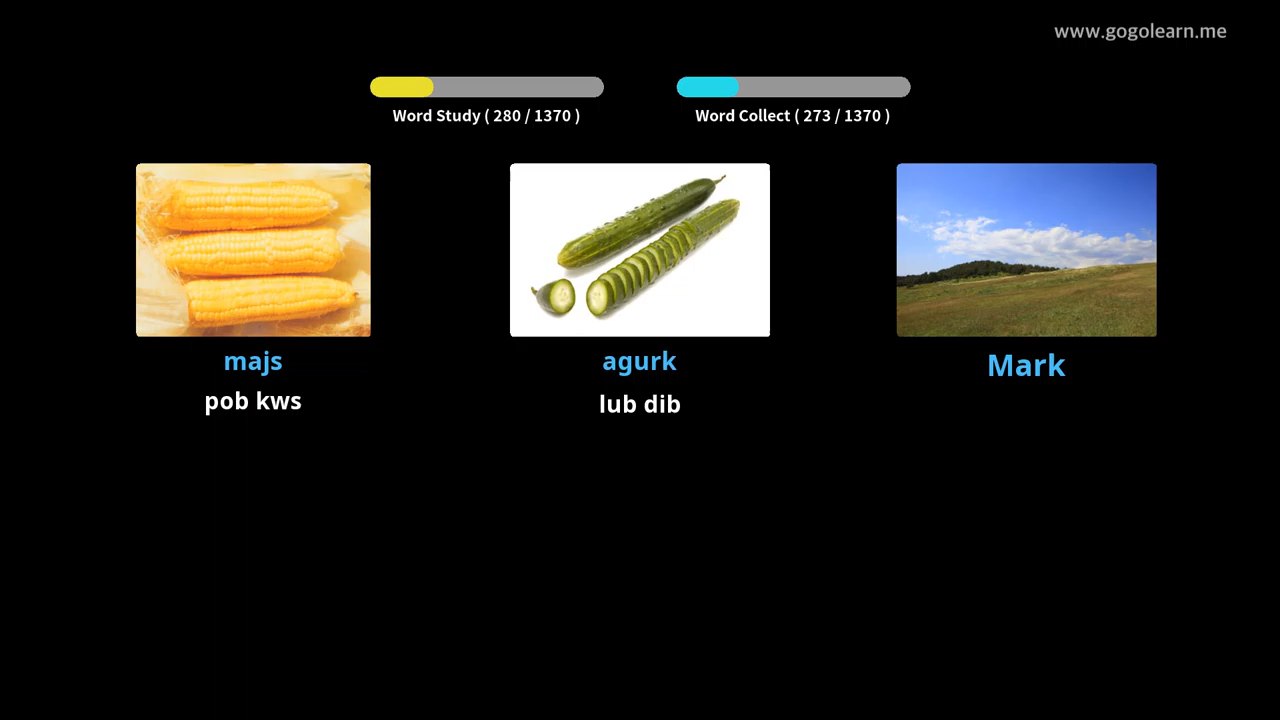 www.gogolearn.me
Word Study ( 280 / 1370 )
Word Collect ( 273 / 1370 )
majs
pob kws
agurk
lub dib
Mark